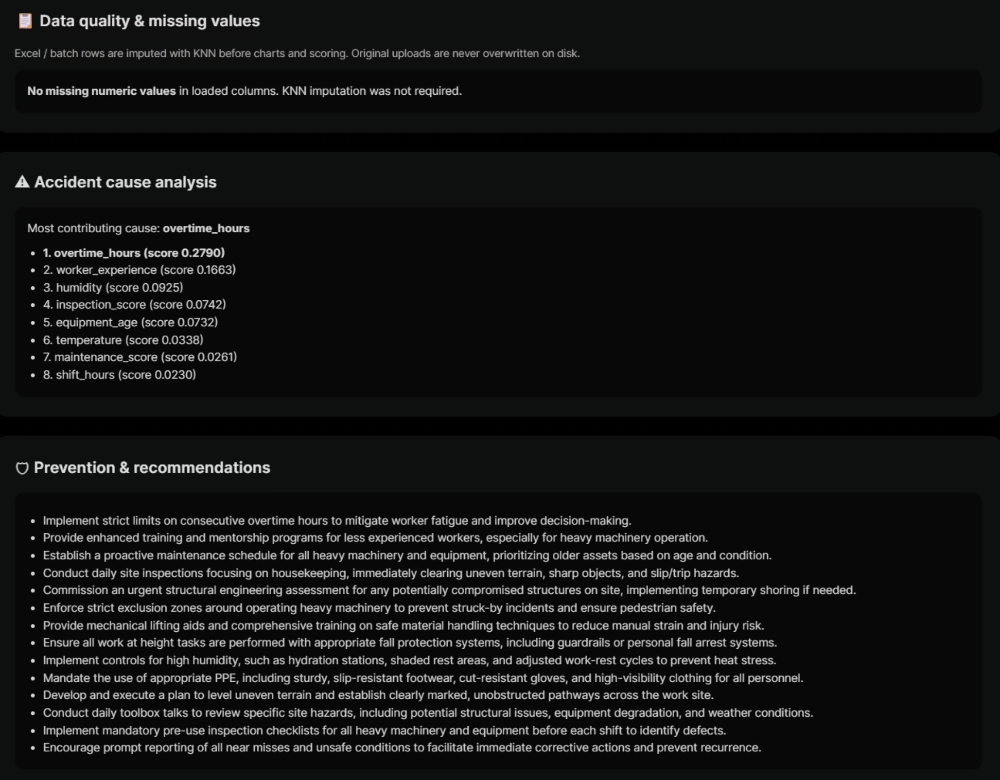 Data quality & missing values
Excel / batch rows are imputed with KNN before charts and scoring. Original uploads are never overwritten on disk.
No missing numeric values in loaded columns. KNN imputation was not required.
Accident cause analysis
Most contributing cause: overtime_hours
• 1. overtime_hours (score 0.2790)
• 2. worker_experience (score 0.1663)
• 3. humidity (score 0.0925)
• 4. inspection_score (score 0.0742)
• 5. equipment_age (score 0.0732)
• 6. temperature (score 0.0338)
• 7. maintenance_score (score 0.0261)
• 8. shift_hours (score 0.0230)
Prevention & recommendations
• Implement strict limits on consecutive overtime hours to mitigate worker fatigue and improve decision-making.
• Provide enhanced training and mentorship programs for less experienced workers, especially for heavy machinery operation.
• Establish a proactive maintenance schedule for all heavy machinery and equipment, prioritizing older assets based on age and condition.
• Conduct daily site inspections focusing on housekeeping, immediately clearing uneven terrain, sharp objects, and slip/trip hazards.
• Commission an urgent structural engineering assessment for any potentially compromised structures on site, implementing temporary shoring if needed.
• Enforce strict exclusion zones around operating heavy machinery to prevent struck-by incidents and ensure pedestrian safety.
• Provide mechanical lifting aids and comprehensive training on safe material handling techniques to reduce manual strain and injury risk.
• Ensure all work at height tasks are performed with appropriate fall protection systems, including guardrails or personal fall arrest systems.
• Implement controls for high humidity, such as hydration stations, shaded rest areas, and adjusted work-rest cycles to prevent heat stress.
• Mandate the use of appropriate PPE, including sturdy, slip-resistant footwear, cut-resistant gloves, and high-visibility clothing for all personnel.
• Develop and execute a plan to level uneven terrain and establish clearly marked, unobstructed pathways across the work site.
• Conduct daily toolbox talks to review specific site hazards, including potential structural issues, equipment degradation, and weather conditions.
• Implement mandatory pre-use inspection checklists for all heavy machinery and equipment before each shift to identify defects.
• Encourage prompt reporting of all near misses and unsafe conditions to facilitate immediate corrective actions and prevent recurrence.